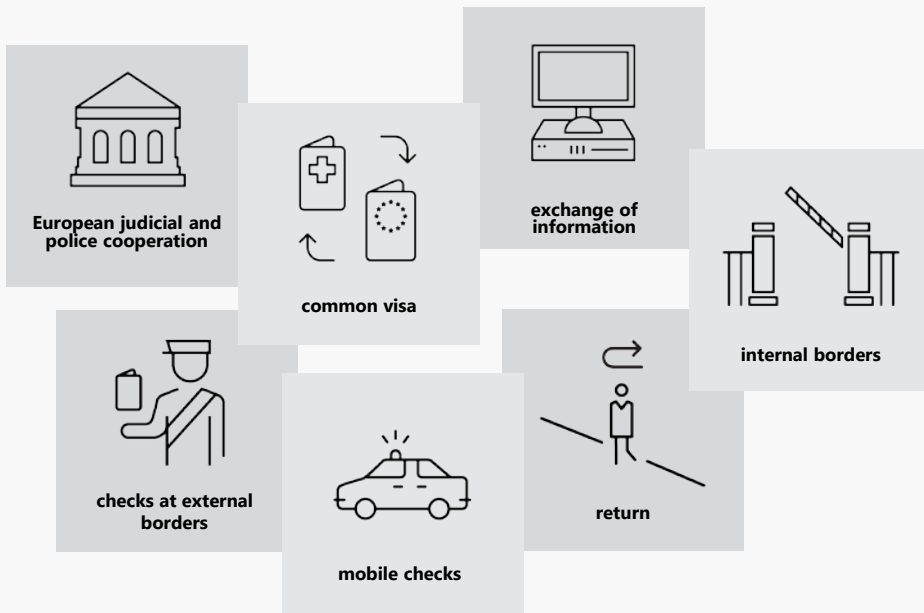 European judicial and
police cooperation
common visa
exchange of
information
internal borders
checks at external
borders
mobile checks
return